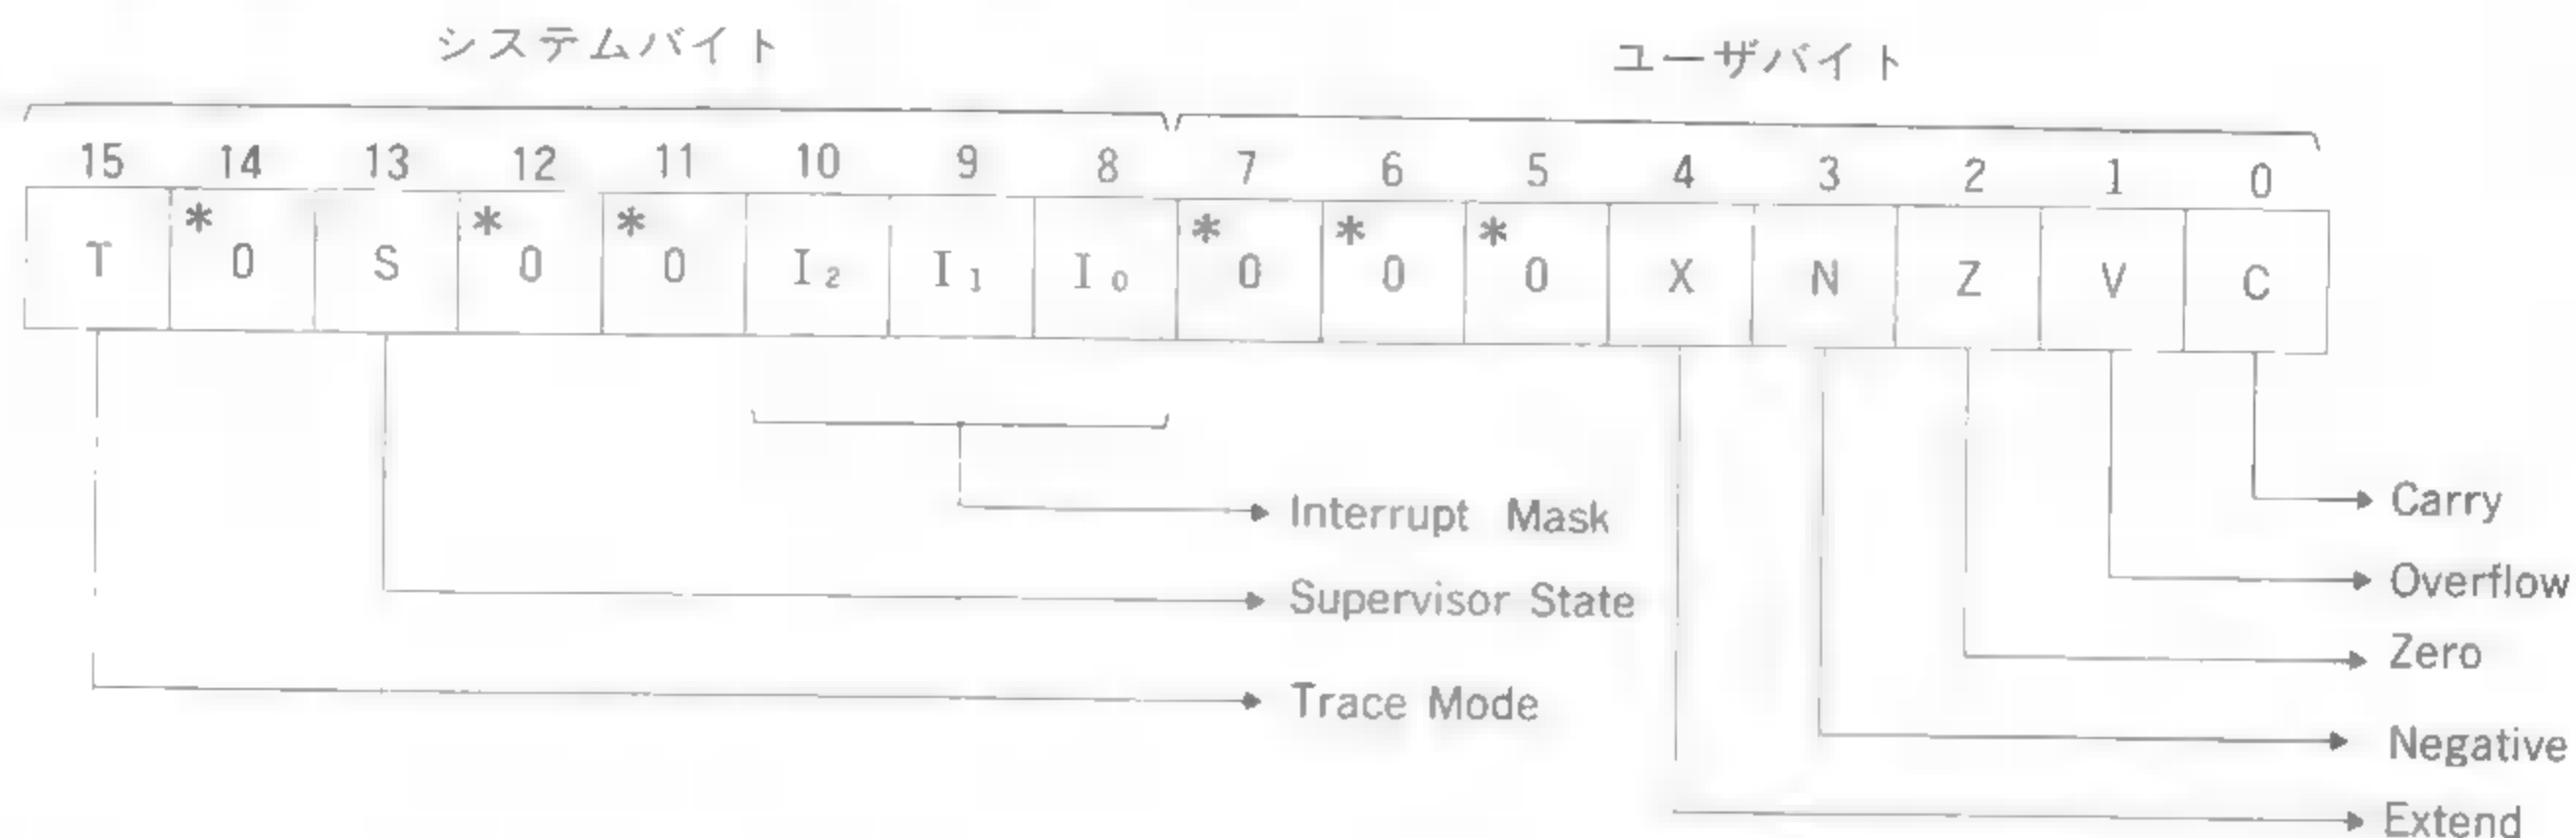 システムバイト
ユーザバイト
15 14 13 12 11 10 9 8 7 6 5 4 3 2 1 0
T *0 S *0 *0 I₂ I₁ I₀ *0 *0 *0 X N Z V C
Interrupt Mask
Supervisor State
Trace Mode
Carry
Overflow
Zero
Negative
Extend